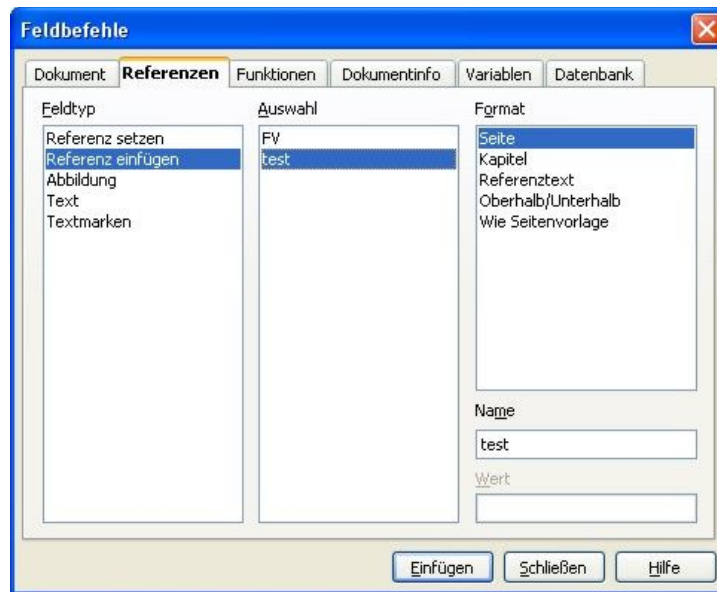 Feldbefehle
Dokument Referenzen Funktionen Dokumentinfo Variablen Datenbank
Feldtyp
Referenz setzen
Referenz einfügen
Abbildung
Text
Textmarken
Auswahl
FV
test
Format
Seite
Kapitel
Referenztext
Oberhalb/Unterhalb
Wie Seitenvorlage
Name
test
Wert
Einfügen Schließen Hilfe